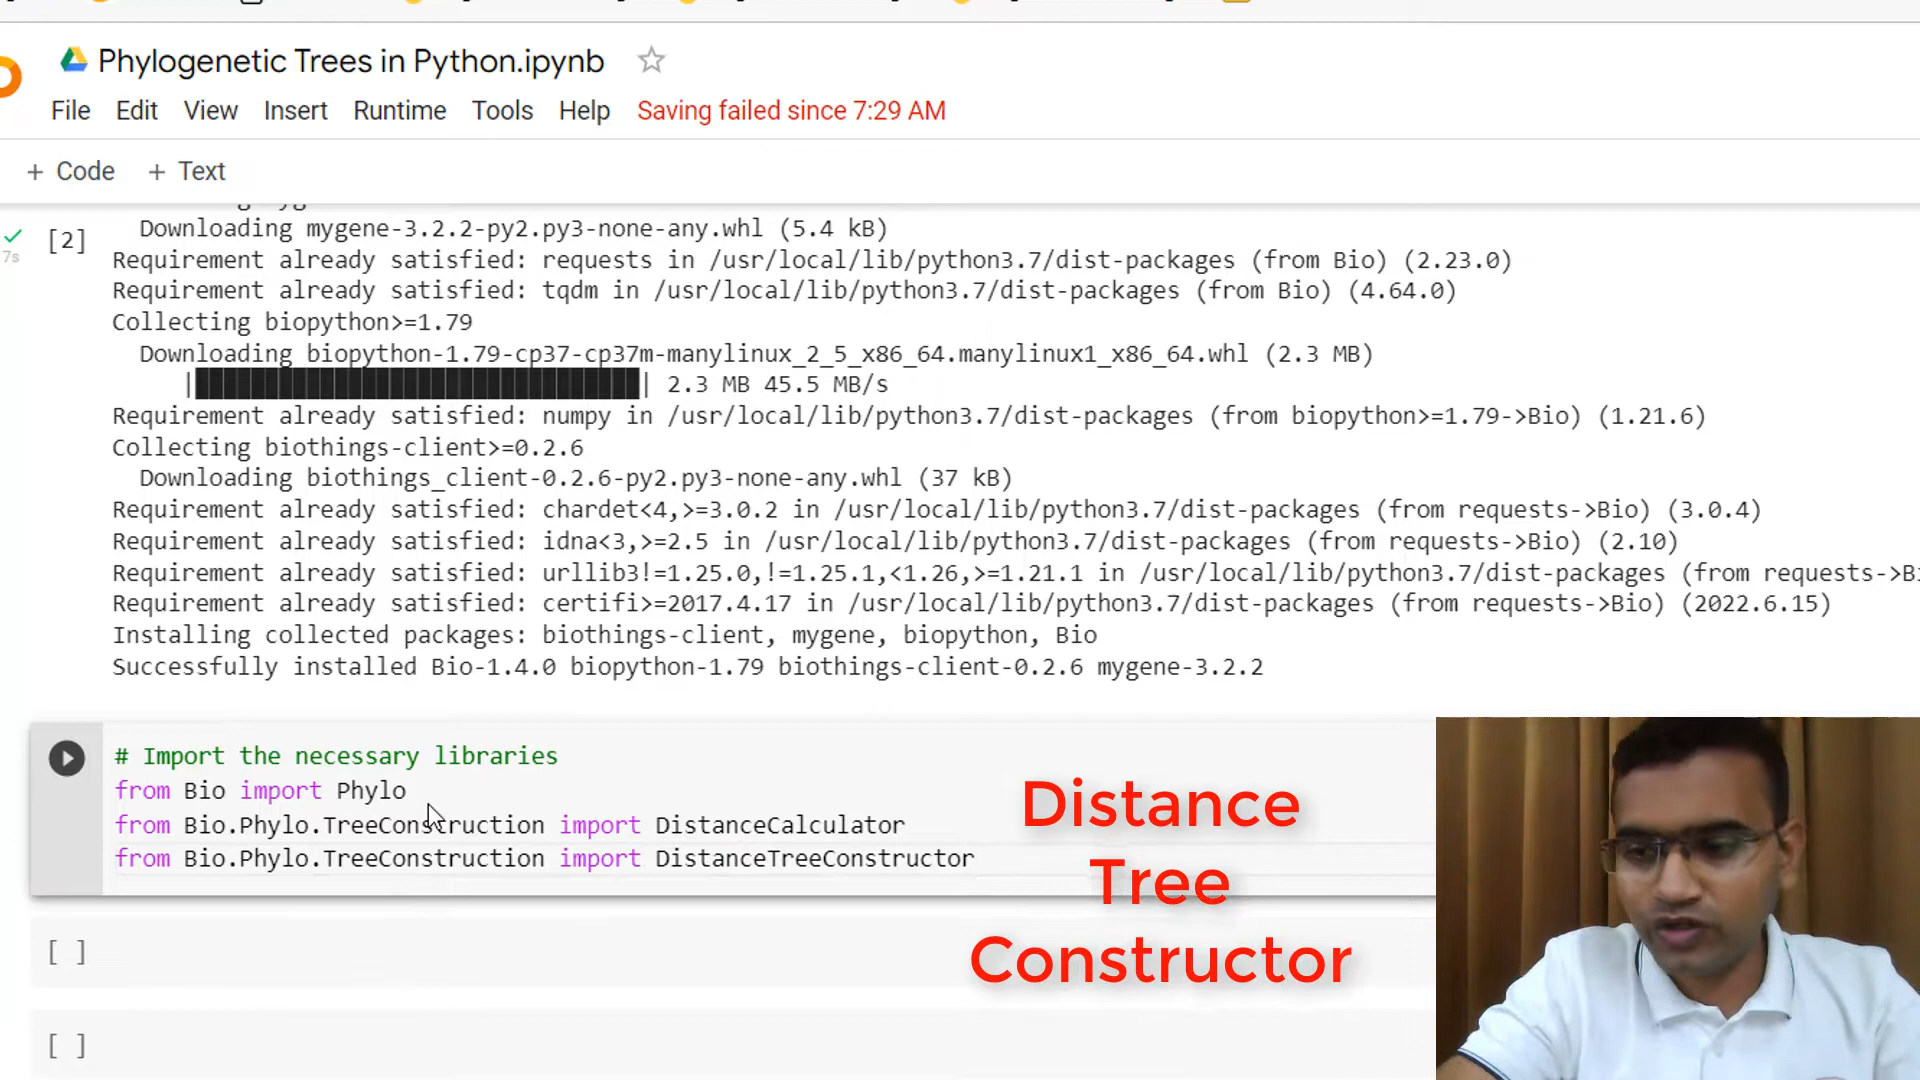 Phylogenetic Trees in Python.ipynb
File Edit View Insert Runtime Tools Help Saving failed since 7:29 AM
+ Code + Text
[2]
7s
Downloading mygene-3.2.2-py2.py3-none-any.whl (5.4 kB)
Requirement already satisfied: requests in /usr/local/lib/python3.7/dist-packages (from Bio) (2.23.0)
Requirement already satisfied: tqdm in /usr/local/lib/python3.7/dist-packages (from Bio) (4.64.0)
Collecting biopython>=1.79
Downloading biopython-1.79-cp37-cp37m-manylinux_2_5_x86_64.manylinux1_x86_64.whl (2.3 MB)
|████████████████████████████████| 2.3 MB 45.5 MB/s
Requirement already satisfied: numpy in /usr/local/lib/python3.7/dist-packages (from biopython>=1.79->Bio) (1.21.6)
Collecting biothings-client>=0.2.6
Downloading biothings_client-0.2.6-py2.py3-none-any.whl (37 kB)
Requirement already satisfied: chardet<4,>=3.0.2 in /usr/local/lib/python3.7/dist-packages (from requests->Bio) (3.0.4)
Requirement already satisfied: idna<3,>=2.5 in /usr/local/lib/python3.7/dist-packages (from requests->Bio) (2.10)
Requirement already satisfied: urllib3!=1.25.0,!=1.25.1,<1.26,>=1.21.1 in /usr/local/lib/python3.7/dist-packages (from requests->
Requirement already satisfied: certifi>=2017.4.17 in /usr/local/lib/python3.7/dist-packages (from requests->Bio) (2022.6.15)
Installing collected packages: biothings-client, mygene, biopython, Bio
Successfully installed Bio-1.4.0 biopython-1.79 biothings-client-0.2.6 mygene-3.2.2
# Import the necessary libraries
from Bio import Phylo
from Bio.Phylo.TreeConstruction import DistanceCalculator
from Bio.Phylo.TreeConstruction import DistanceTreeConstructor
Distance
Tree
Constructor
[ ]
[ ]